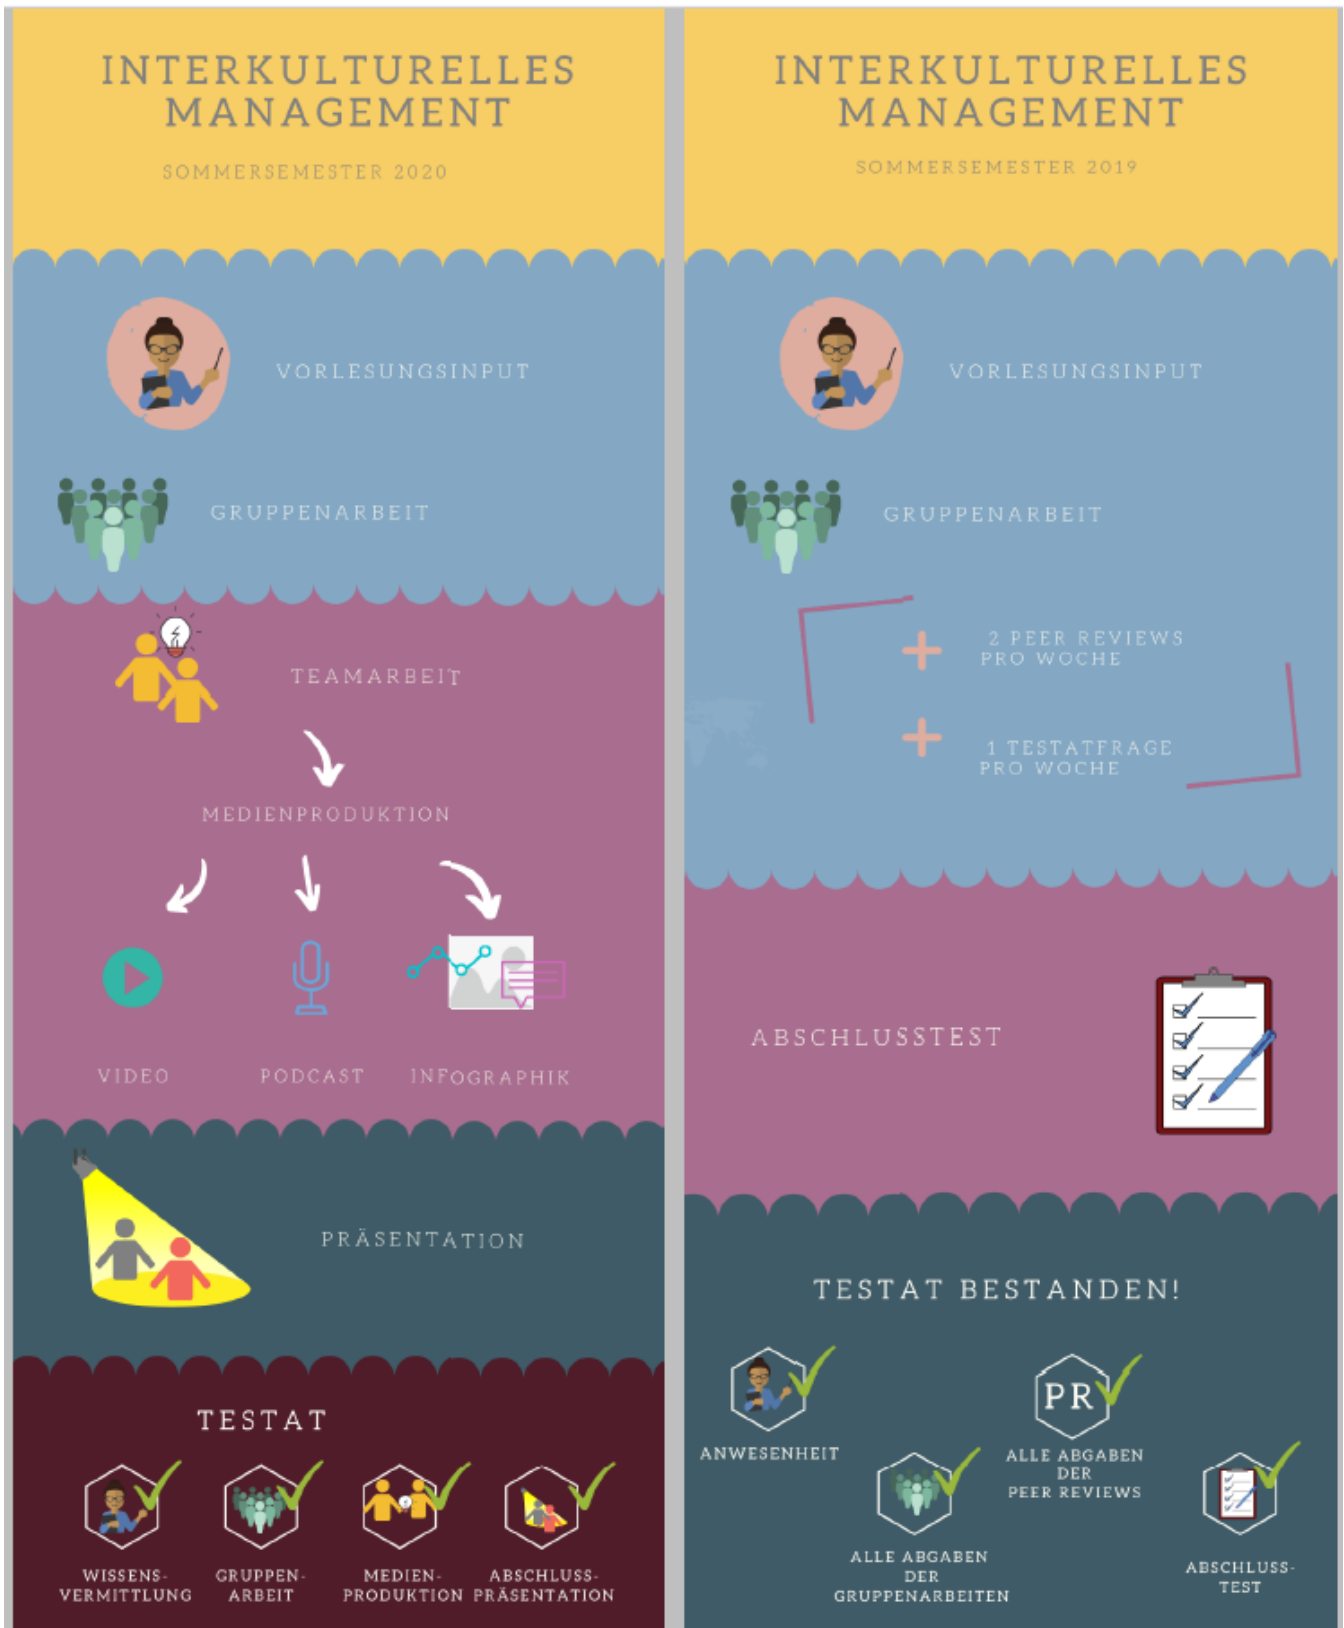 INTERKULTURELLES
MANAGEMENT
SOMMERSEMESTER 2020
VORLESUNGSINPUT
GRUPPENARBEIT
TEAMARBEIT
MEDIENPRODUKTION
VIDEO
PODCAST
INFOGRAPHIK
PRÄSENTATION
TESTAT
WISSENS-
VERMITTLUNG
GRUPPEN-
ARBEIT
MEDIEN-
PRODUKTION
ABSCHLUSS-
PRÄSENTATION
INTERKULTURELLES
MANAGEMENT
SOMMERSEMESTER 2019
VORLESUNGSINPUT
GRUPPENARBEIT
2 PEER REVIEWS
PRO WOCHE
1 TESTATFRAGE
PRO WOCHE
ABSCHLUSSTEST
TESTAT BESTANDEN!
ANWESENHEIT
ALLE ABGABEN
DER
GRUPPENARBEITEN
PR
ALLE ABGABEN
DER
PEER REVIEWS
ABSCHLUSS-
TEST